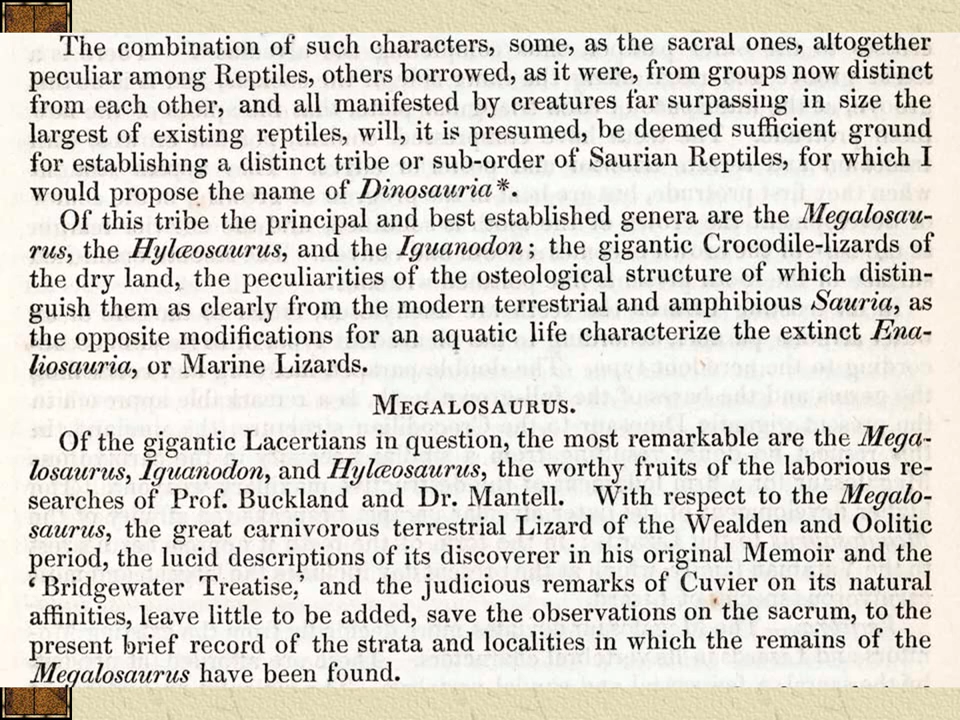 The combination of such characters, some, as the sacral ones, altogether
peculiar among Reptiles, others borrowed, as it were, from groups now distinct
from each other, and all manifested by creatures far surpassing in size the
largest of existing reptiles, will, it is presumed, be deemed sufficient ground
for establishing a distinct tribe or sub-order of Saurian Reptiles, for which I
would propose the name of Dinosauria*.
Of this tribe the principal and best established genera are the Megalosau-
rus, the Hylæosaurus, and the Iguanodon; the gigantic Crocodile-lizards of
the dry land, the peculiarities of the osteological structure of which distin-
guish them as clearly from the modern terrestrial and amphibious Sauria, as
the opposite modifications for an aquatic life characterize the extinct Ena-
liosauria, or Marine Lizards.
MEGALOSAURUS.
Of the gigantic Lacertians in question, the most remarkable are the Mega-
losaurus, Iguanodon, and Hylæosaurus, the worthy fruits of the laborious re-
searches of Prof. Buckland and Dr. Mantell. With respect to the Megalo-
saurus, the great carnivorous terrestrial Lizard of the Wealden and Oolitic
period, the lucid descriptions of its discoverer in his original Memoir and the
‘Bridgewater Treatise,’ and the judicious remarks of Cuvier on its natural
affinities, leave little to be added, save the observations on the sacrum, to the
present brief record of the strata and localities in which the remains of the
Megalosaurus have been found.